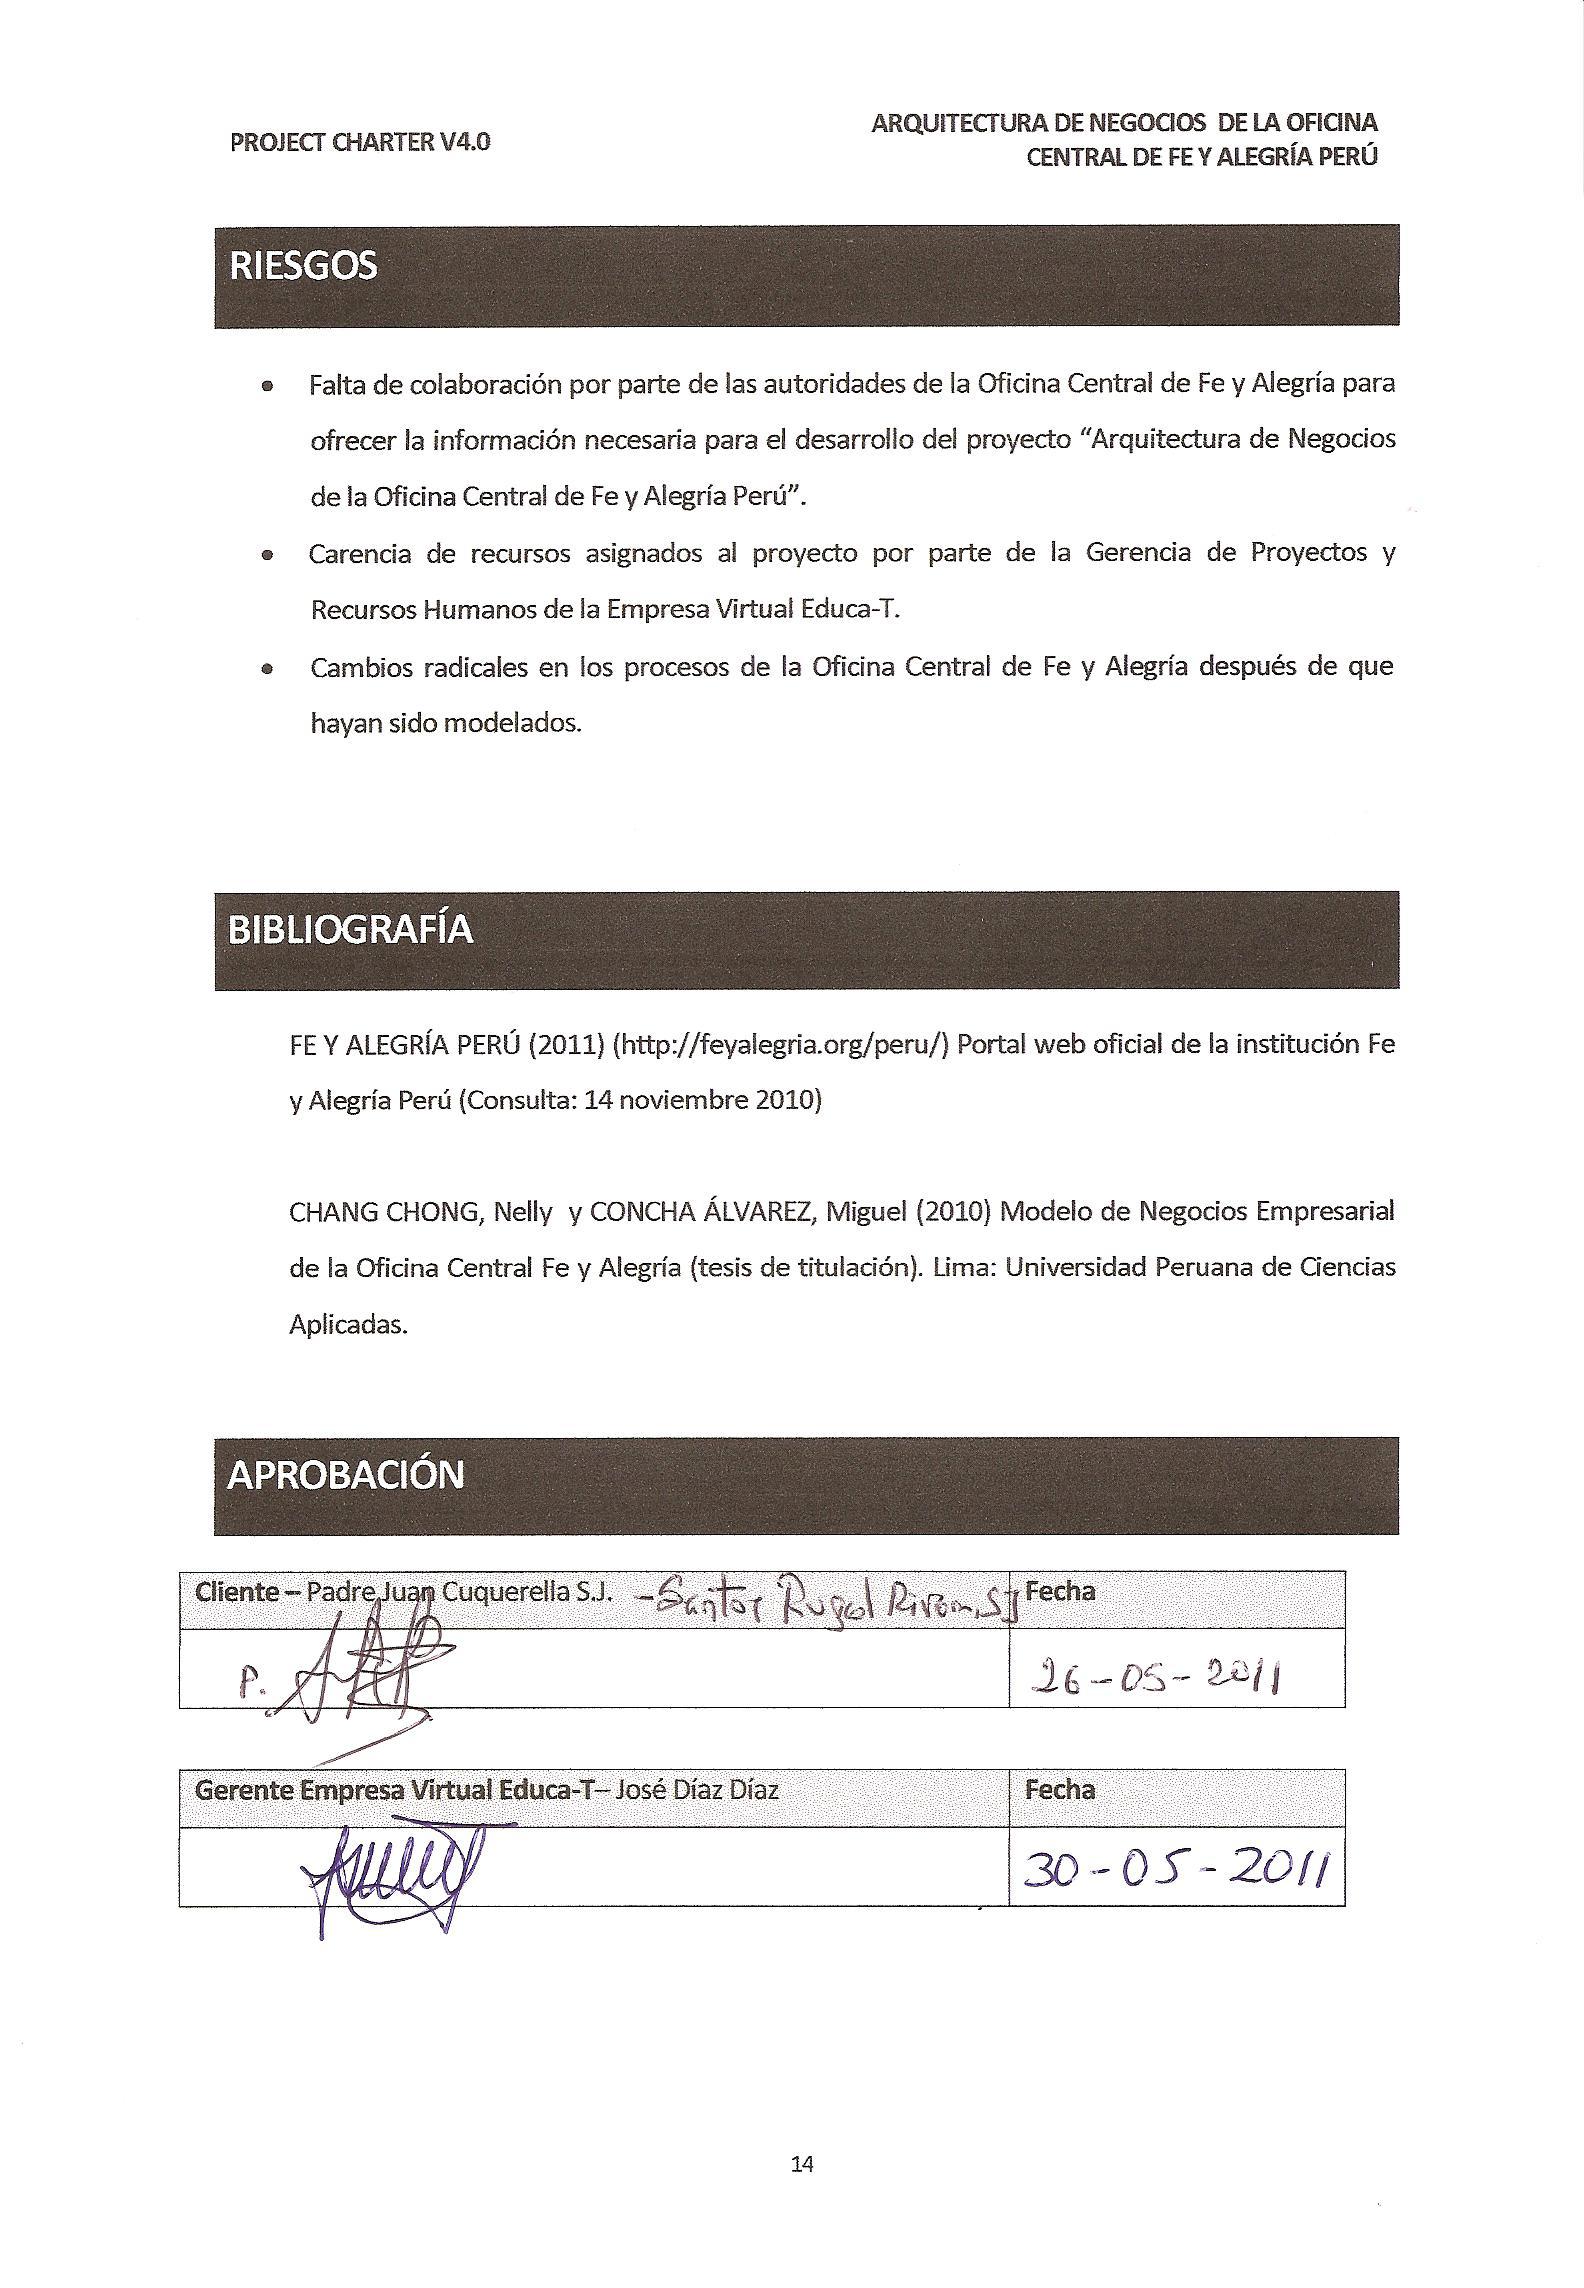 PROJECT CHARTER V4.0
ARQUITECTURA DE NEGOCIOS DE LA OFICINA
CENTRAL DE FE Y ALEGRÍA PERÚ
RIESGOS
• Falta de colaboración por parte de las autoridades de la Oficina Central de Fe y Alegría para
ofrecer la información necesaria para el desarrollo del proyecto "Arquitectura de Negocios
de la Oficina Central de Fe y Alegría Perú".
• Carencia de recursos asignados al proyecto por parte de la Gerencia de Proyectos y
Recursos Humanos de la Empresa Virtual Educa-T.
• Cambios radicales en los procesos de la Oficina Central de Fe y Alegría después de que
hayan sido modelados.
BIBLIOGRAFÍA
FE Y ALEGRÍA PERÚ (2011) (http://feyalegria.org/peru/) Portal web oficial de la institución Fe
y Alegría Perú (Consulta: 14 noviembre 2010)
CHANG CHONG, Nelly y CONCHA ÁLVAREZ, Miguel (2010) Modelo de Negocios Empresarial
de la Oficina Central Fe y Alegría (tesis de titulación). Lima: Universidad Peruana de Ciencias
Aplicadas.
APROBACIÓN
Cliente – Padre Juan Cuquerella S.J. - Santos SJ Fecha
P. 26-05-2011
Gerente Empresa Virtual Educa-T– José Díaz Díaz Fecha
30-05-2011
14